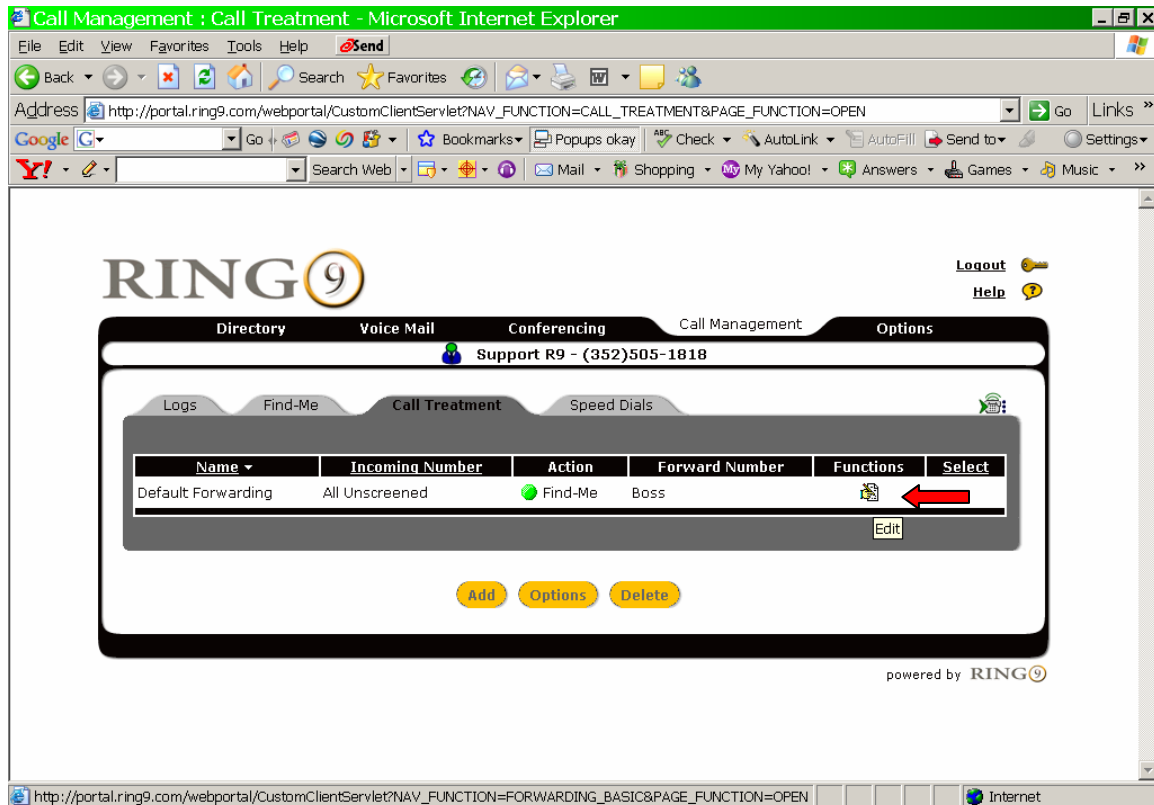 Call Management : Call Treatment - Microsoft Internet Explorer
File Edit View Favorites Tools Help Send
Back Search Favorites
Address http://portal.ring9.com/webportal/CustomClientServlet?NAV_FUNCTION=CALL_TREATMENT&PAGE_FUNCTION=OPEN Go Links »
Google G Go Bookmarks Popups okay ABC Check AutoLink AutoFill Send to Settings
Y! Search Web Mail Shopping My My Yahoo! Answers Games Music »
RING9
Logout
Help
Directory Voice Mail Conferencing Call Management Options
Support R9 - (352)505-1818
Logs Find-Me Call Treatment Speed Dials
Name Incoming Number Action Forward Number Functions Select
Default Forwarding All Unscreened Find-Me Boss
Edit
Add Options Delete
powered by RING9
http://portal.ring9.com/webportal/CustomClientServlet?NAV_FUNCTION=FORWARDING_BASIC&PAGE_FUNCTION=OPEN Internet